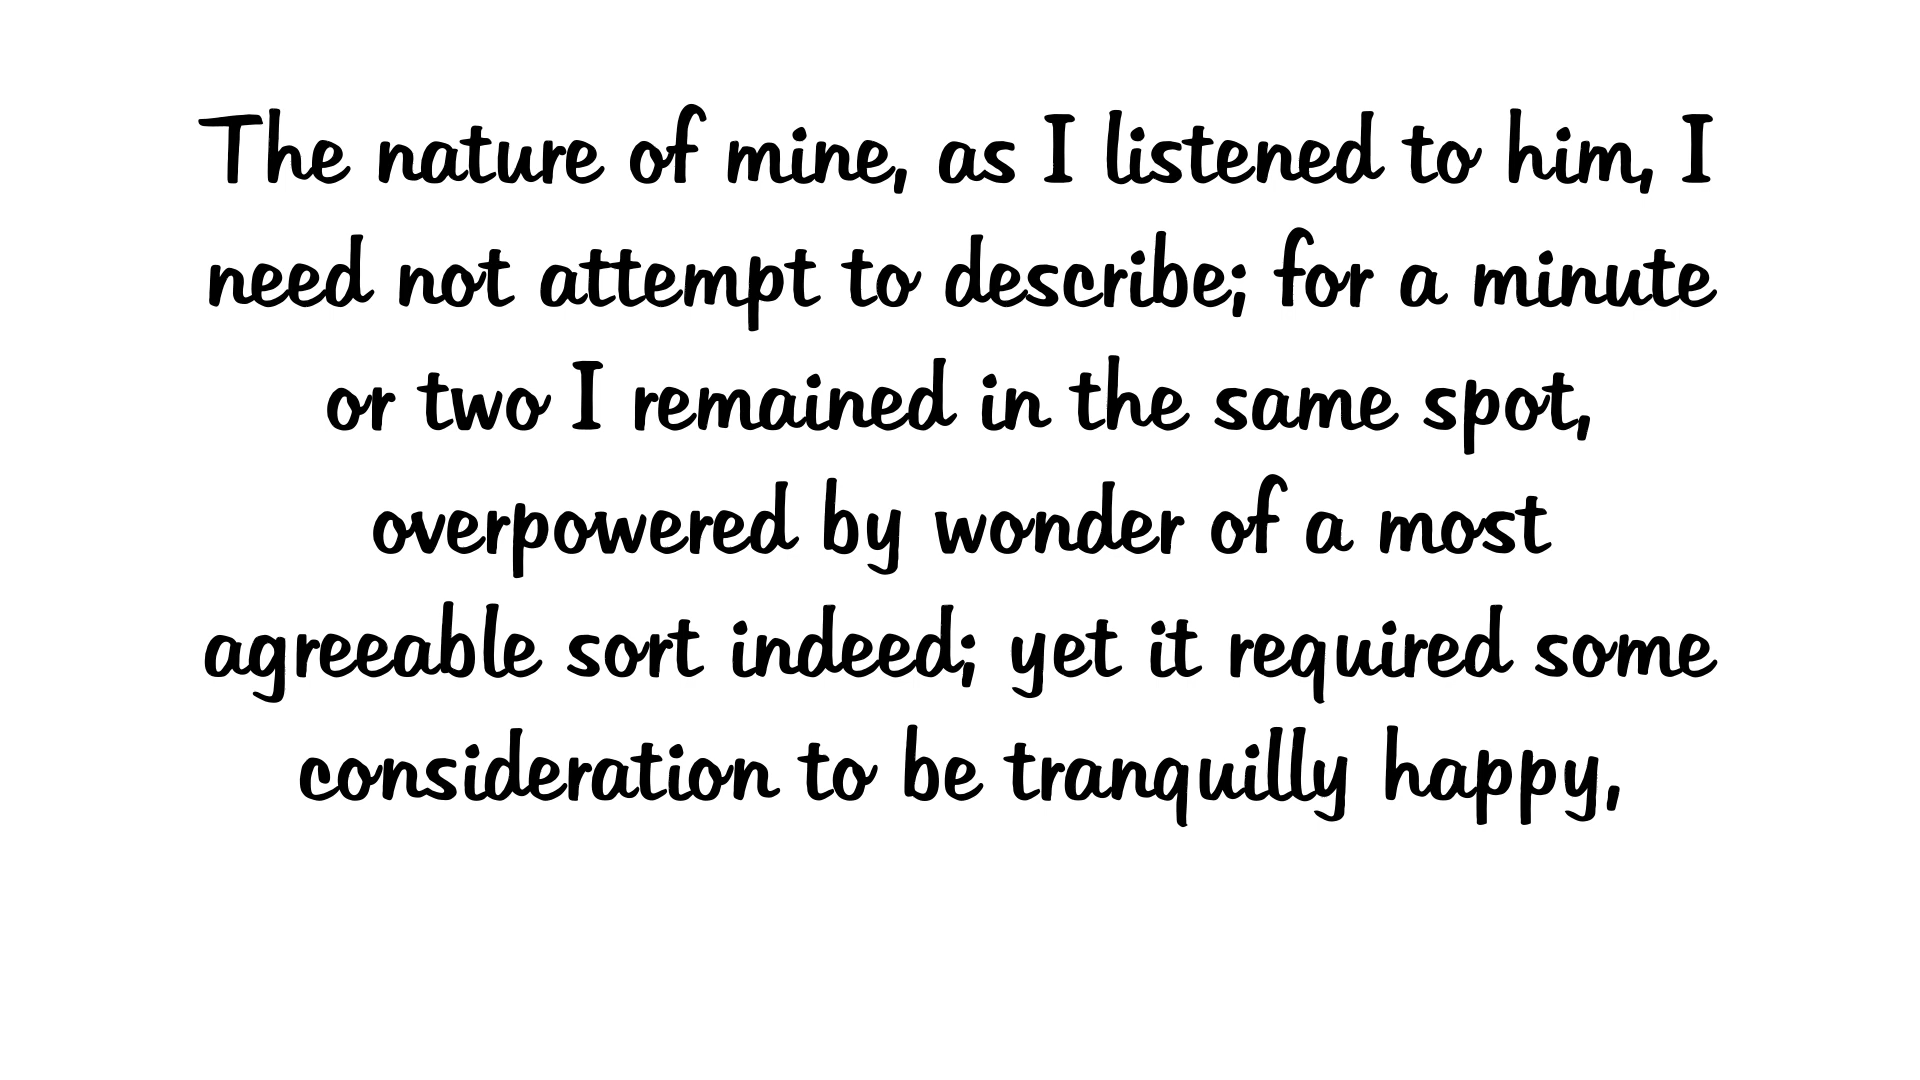 The nature of mine, as I listened to him, I
need not attempt to describe; for a minute
or two I remained in the same spot,
overpowered by wonder of a most
agreeable sort indeed; yet it required some
consideration to be tranquilly happy,